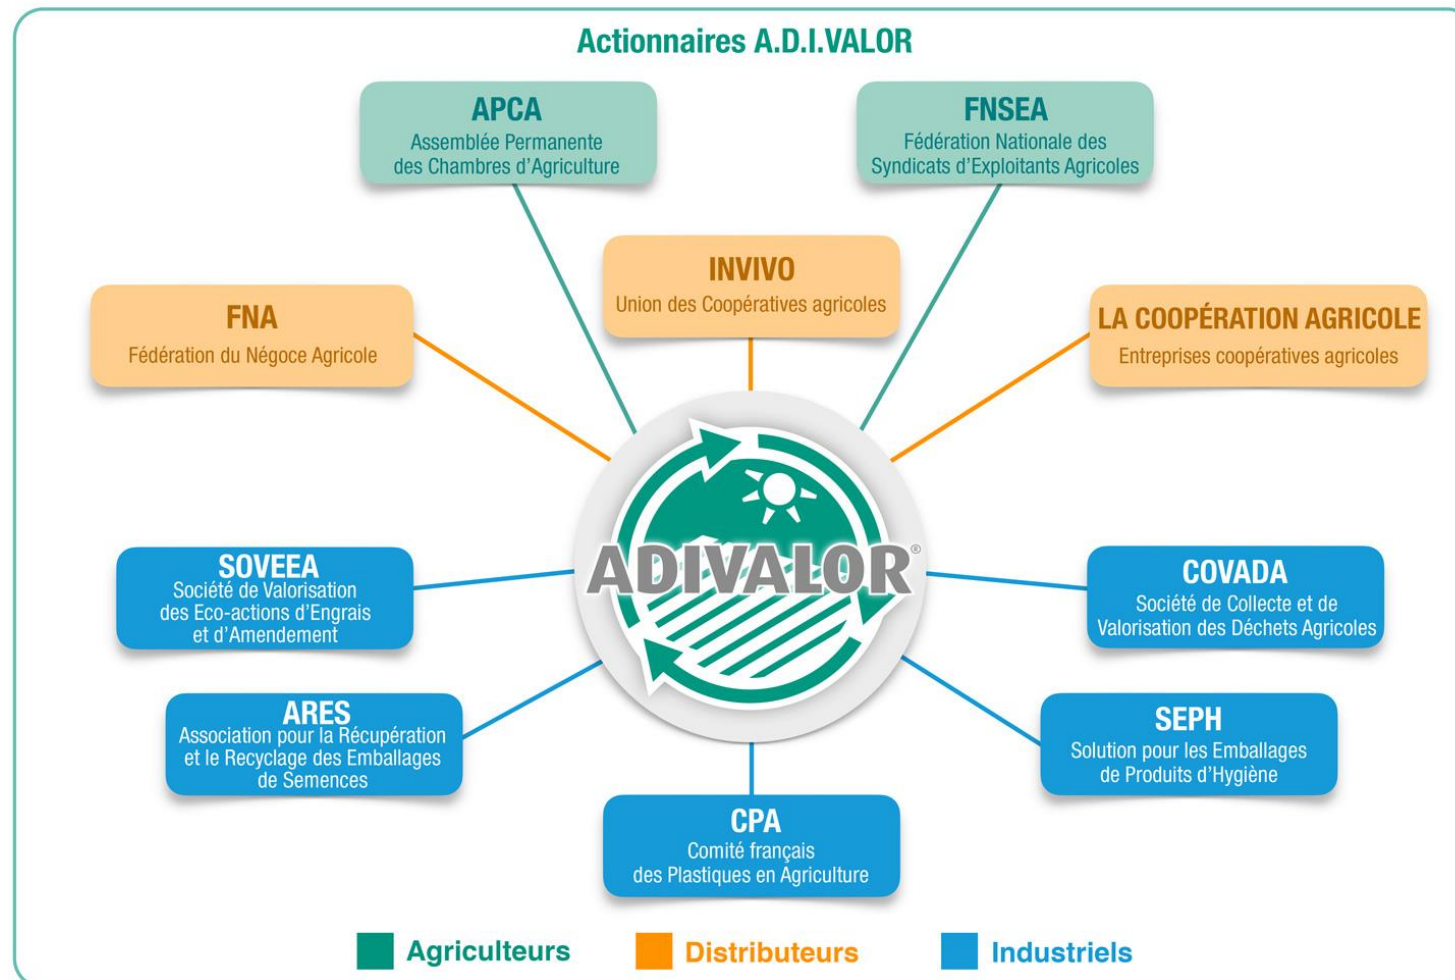 Actionnaires A.D.I.VALOR
APCA
Assemblée Permanente
des Chambres d'Agriculture
FNSEA
Fédération Nationale des
Syndicats d'Exploitants Agricoles
INVIVO
Union des Coopératives agricoles
FNA
Fédération du Négoce Agricole
LA COOPÉRATION AGRICOLE
Entreprises coopératives agricoles
ADIVALOR®
SOVEEA
Société de Valorisation
des Eco-actions d'Engrais
et d'Amendement
COVADA
Société de Collecte et de
Valorisation des Déchets Agricoles
ARES
Association pour la Récupération
et le Recyclage des Emballages
de Semences
SEPH
Solution pour les Emballages
de Produits d'Hygiène
CPA
Comité français
des Plastiques en Agriculture
Agriculteurs
Distributeurs
Industriels